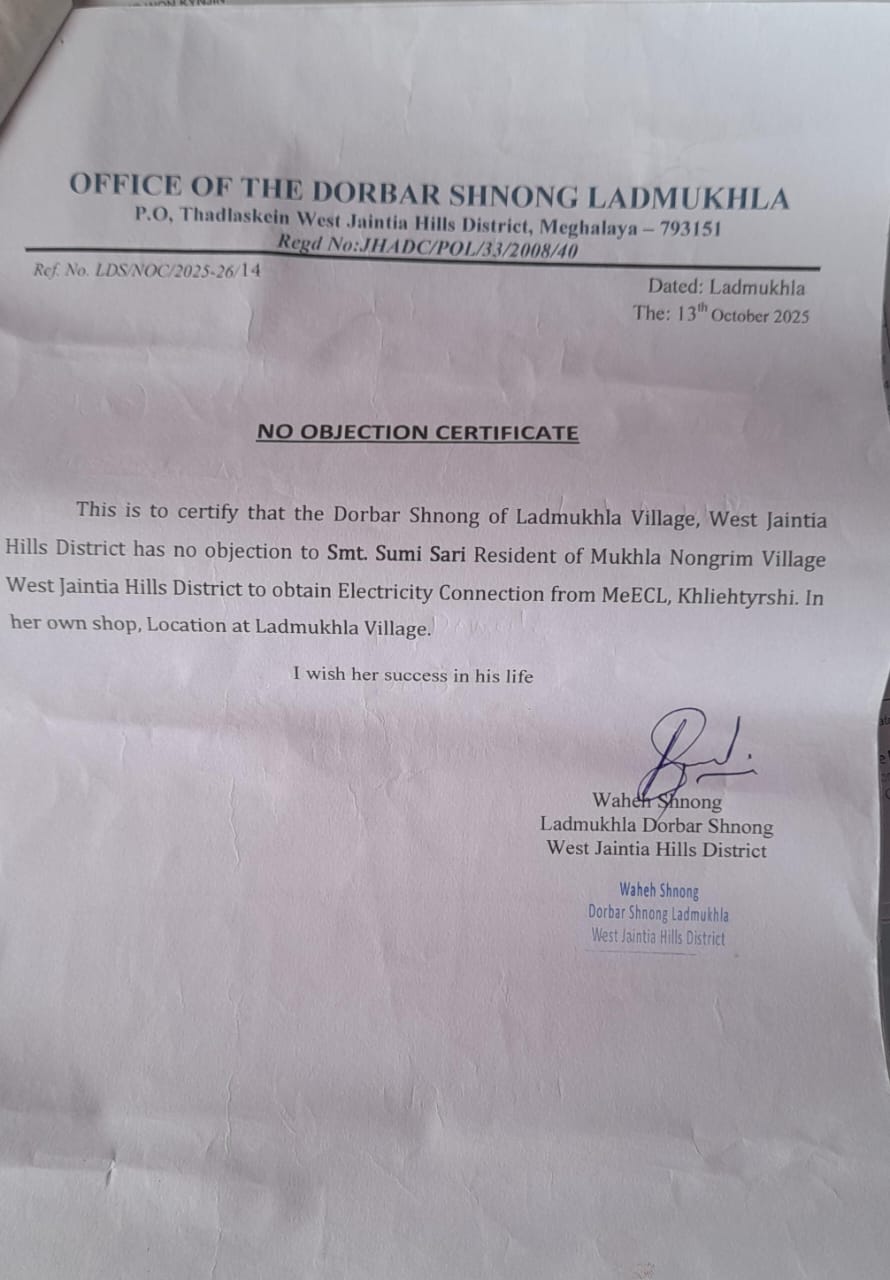 OFFICE OF THE DORBAR SHNONG LADMUKHLA
P.O, Thadlaskein West Jaintia Hills District, Meghalaya – 793151
Regd No:JHADC/POL/33/2008/40
Ref. No. LDS/NOC/2025-26/14
Dated: Ladmukhla
The: 13th October 2025
NO OBJECTION CERTIFICATE
This is to certify that the Dorbar Shnong of Ladmukhla Village, West Jaintia
Hills District has no objection to Smt. Sumi Sari Resident of Mukhla Nongrim Village
West Jaintia Hills District to obtain Electricity Connection from MeECL, Khliehtyrshi. In
her own shop, Location at Ladmukhla Village.
I wish her success in his life
Waheh Shnong
Ladmukhla Dorbar Shnong
West Jaintia Hills District
Waheh Shnong
Dorbar Shnong Ladmukhla
West Jaintia Hills District